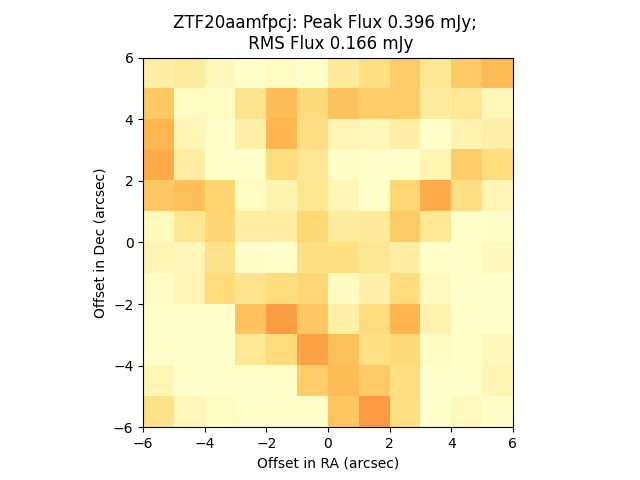 ZTF20aamfpcj: Peak Flux 0.396 mJy;
RMS Flux 0.166 mJy
6
4
2
0
−2
−4
−6
Offset in Dec (arcsec)
−6 −4 −2 0 2 4 6
Offset in RA (arcsec)